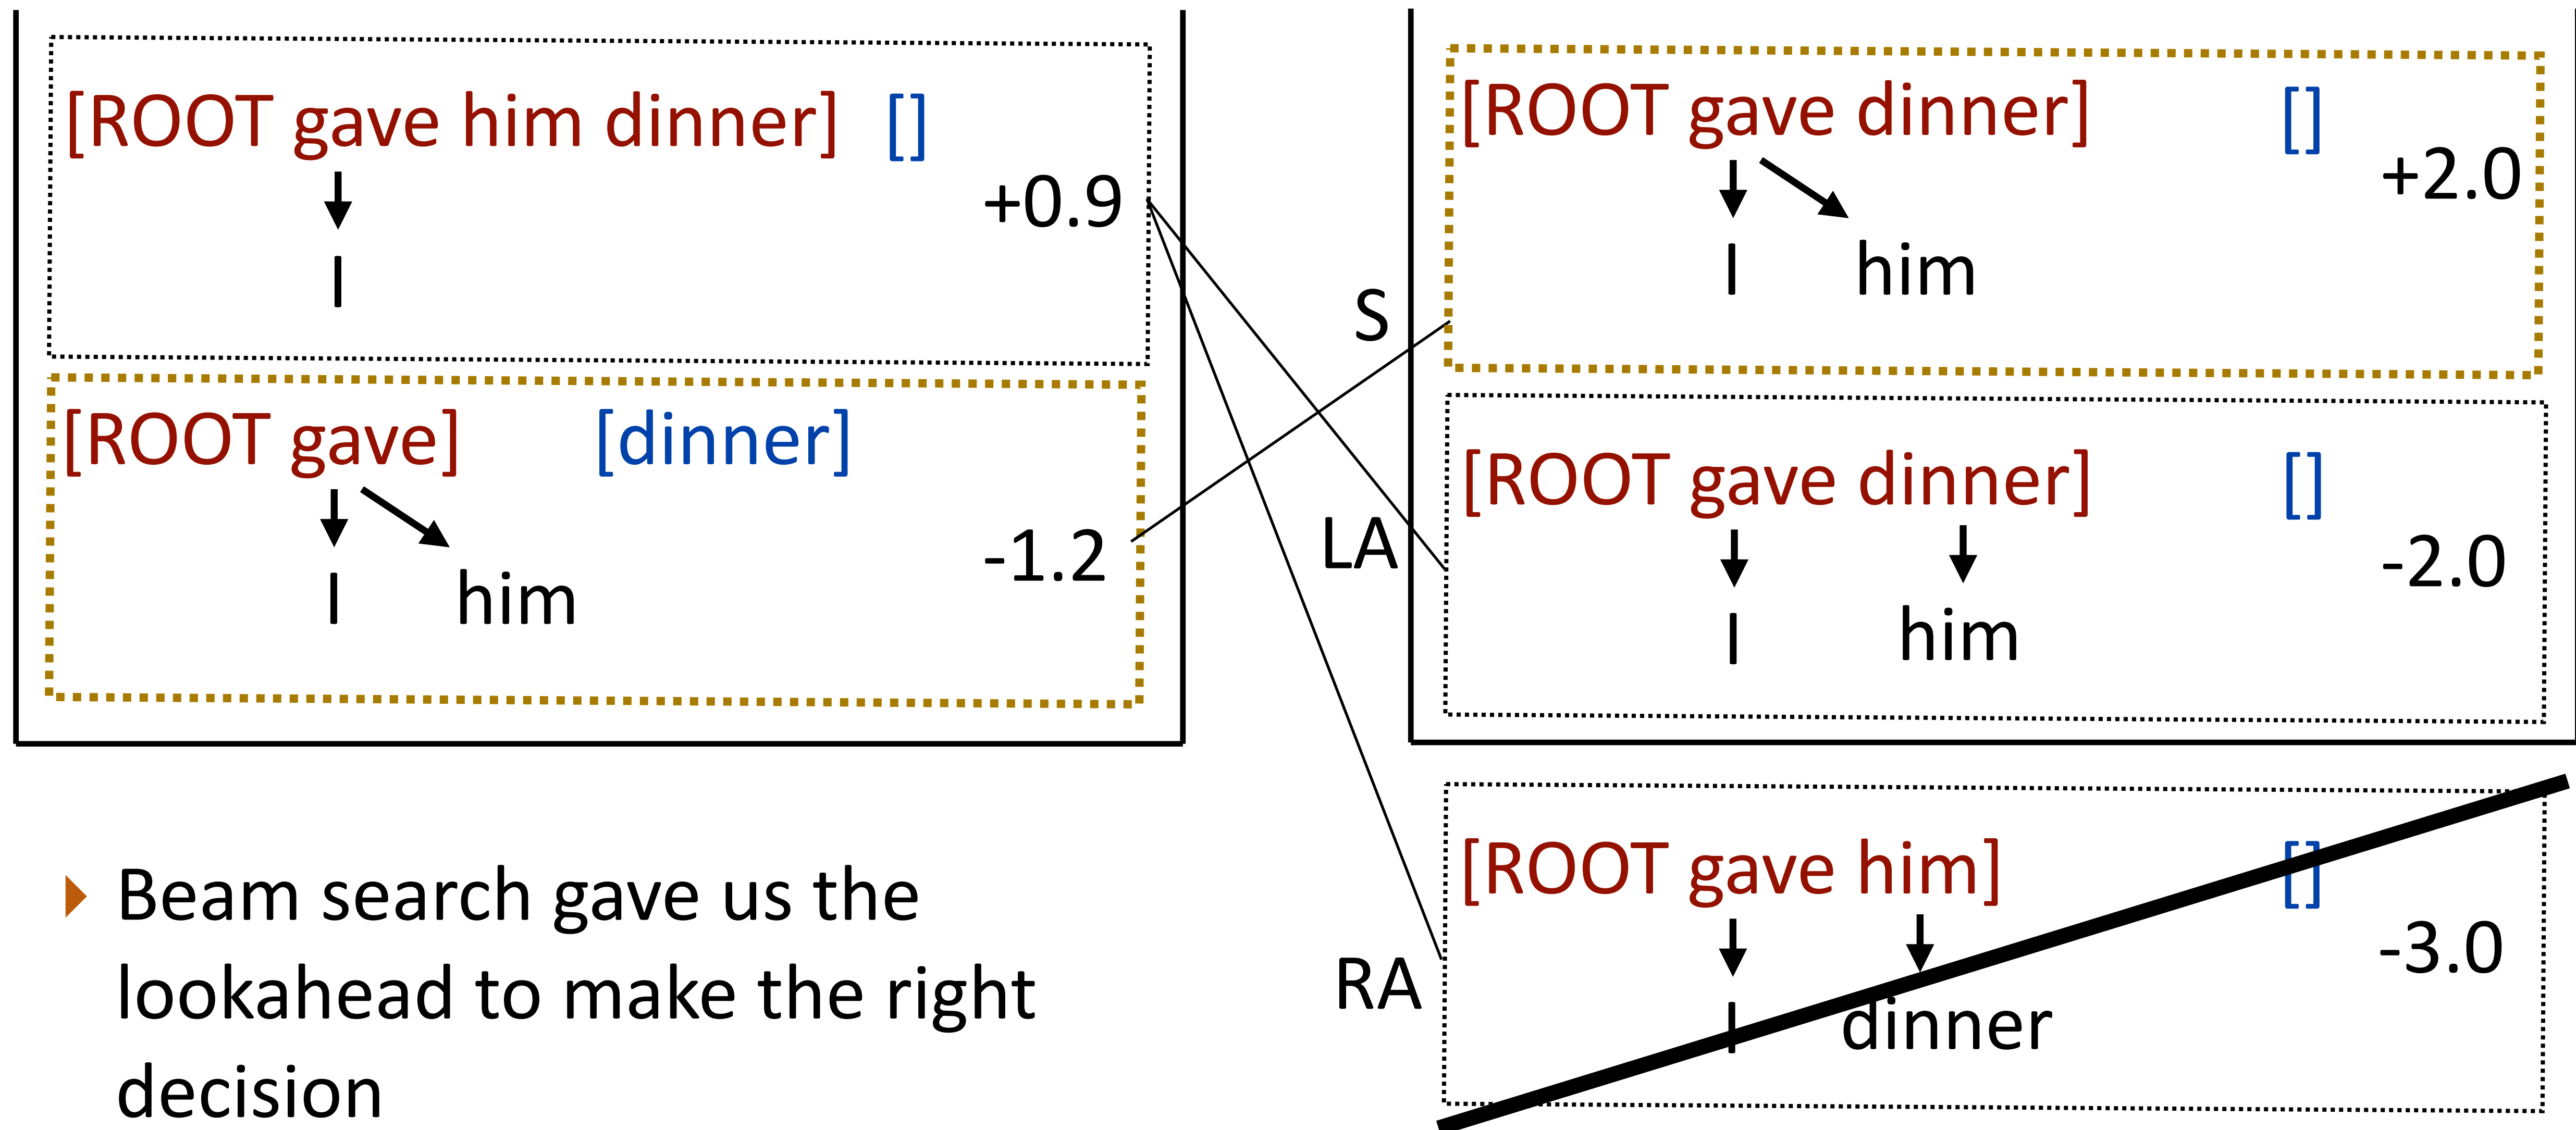 [ROOT gave him dinner] []
+0.9
I
[ROOT gave] [dinner]
-1.2
I him
S
LA
RA
[ROOT gave dinner] []
+2.0
I him
[ROOT gave dinner] []
-2.0
I him
[ROOT gave him] []
-3.0
I dinner
Beam search gave us the
lookahead to make the right
decision